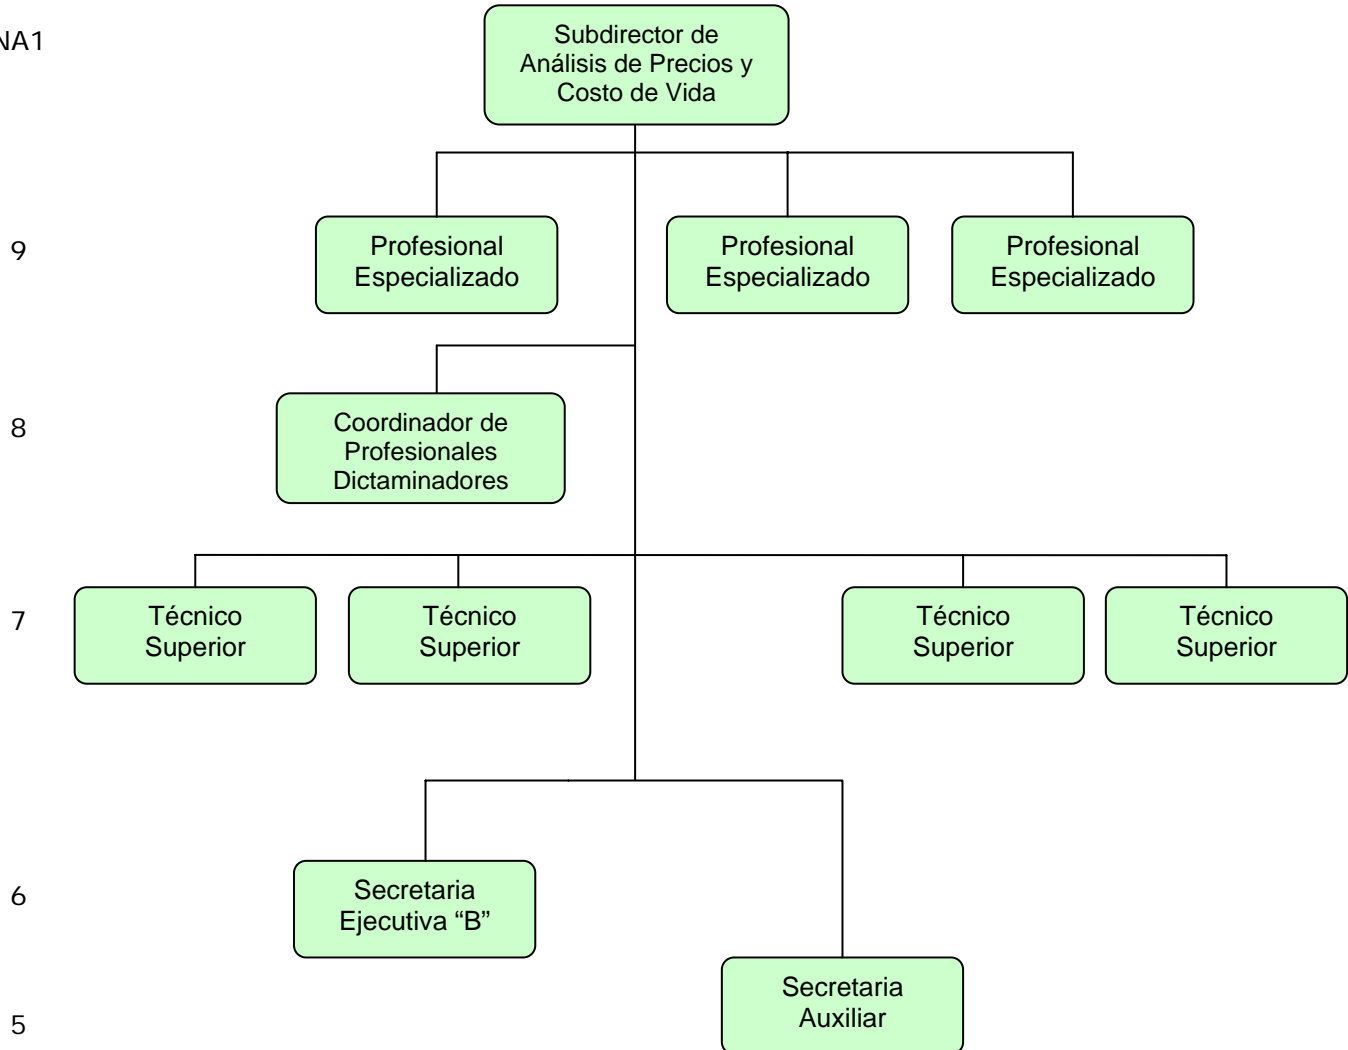 NA1
Subdirector de
Análisis de Precios y
Costo de Vida
9
Profesional
Especializado
Profesional
Especializado
Profesional
Especializado
8
Coordinador de
Profesionales
Dictaminadores
7
Técnico
Superior
Técnico
Superior
Técnico
Superior
Técnico
Superior
6
Secretaria
Ejecutiva “B”
5
Secretaria
Auxiliar